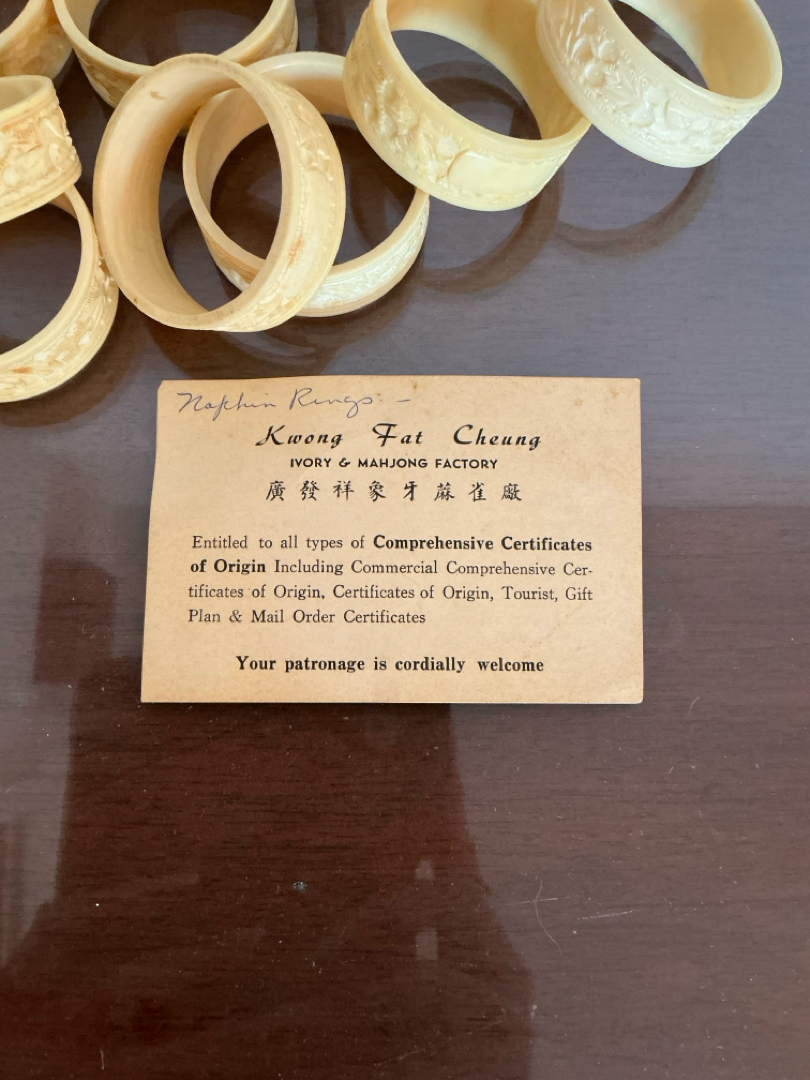 Napkin Rings: -
Kwong Fat Cheung
IVORY & MAHJONG FACTORY
廣發祥象牙蔴雀廠
Entitled to all types of Comprehensive Certificates
of Origin Including Commercial Comprehensive Cer-
tificates of Origin, Certificates of Origin, Tourist, Gift
Plan & Mail Order Certificates
Your patronage is cordially welcome